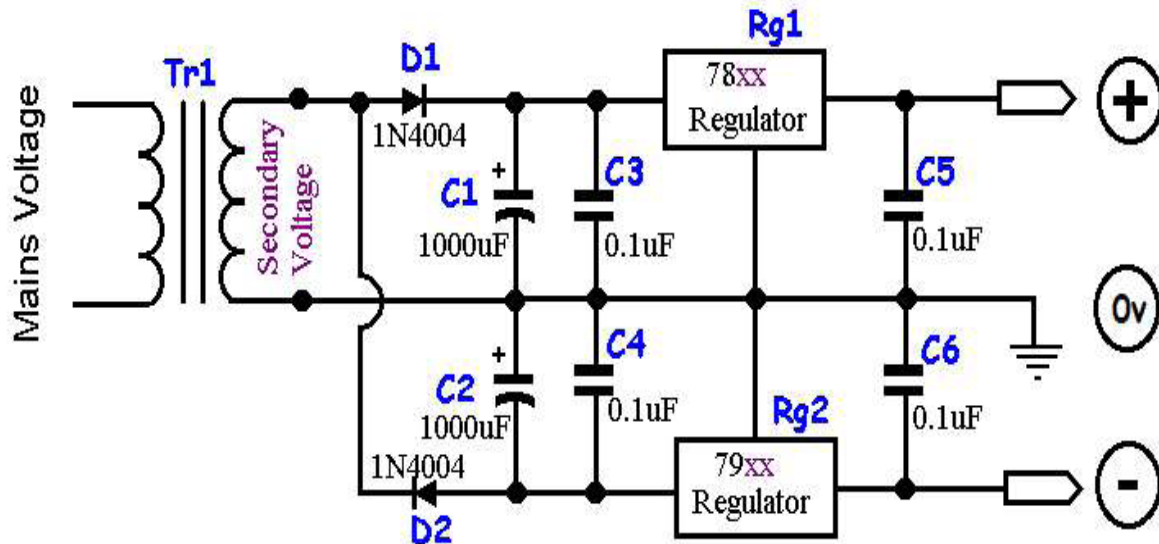 Mains Voltage
Tr1
Secondary
Voltage
D1
1N4004
+
C1
1000uF
C3
0.1uF
Rg1
78xx
Regulator
C5
0.1uF
+
0v
+
C2
1000uF
C4
0.1uF
1N4004
D2
Rg2
79xx
Regulator
C6
0.1uF
-